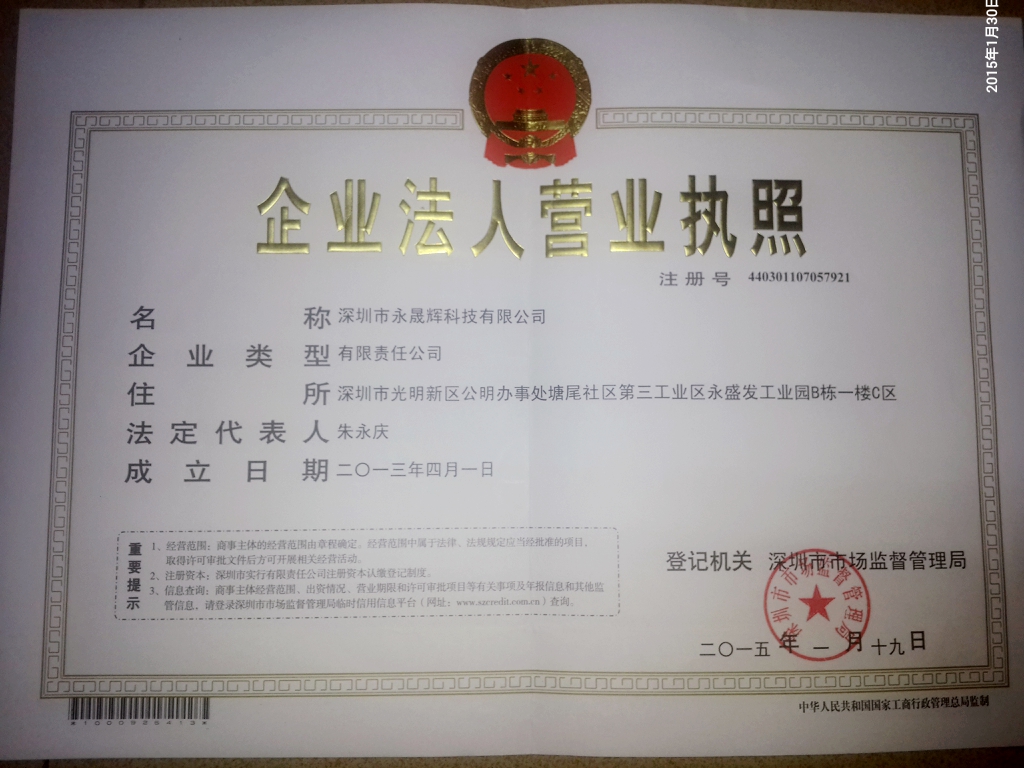 2015年1月30日
企业法人营业执照
注册号 440301107057921
名称 深圳市永晟辉科技有限公司
企业类型 有限责任公司
住所 深圳市光明新区公明办事处塘尾社区第三工业区永盛发工业园B栋一楼C区
法定代表人 朱永庆
成立日期 二〇一三年四月一日
重要提示
1、经营范围：商事主体的经营范围由章程确定。经营范围中属于法律、法规规定应当经批准的项目，
取得许可审批文件后方可开展相关经营活动。
2、注册资本：深圳市实行有限责任公司注册资本认缴登记制度。
3、信息查询：商事主体经营范围、出资情况、营业期限和许可审批项目等有关事项及年报信息和其他监
管信息，请登录深圳市市场监督管理局临时信用信息平台（网址：www.szcredit.com.cn）查询。
登记机关 深圳市市场监督管理局
深圳市市场监督管理局
二〇一五年一月十九日
*1000925413*
中华人民共和国国家工商行政管理总局监制